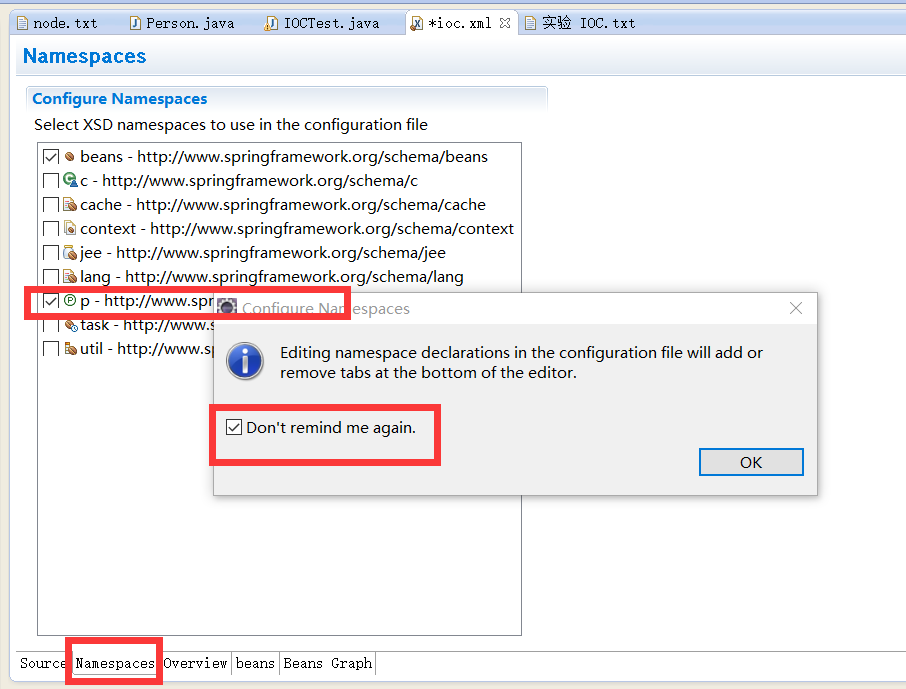 node.txt Person.java IOCTest.java *ioc.xml 实验 IOC.txt
Namespaces
Configure Namespaces
Select XSD namespaces to use in the configuration file
beans - http://www.springframework.org/schema/beans
c - http://www.springframework.org/schema/c
cache - http://www.springframework.org/schema/cache
context - http://www.springframework.org/schema/context
jee - http://www.springframework.org/schema/jee
lang - http://www.springframework.org/schema/lang
p - http://www.spr
task - http://www.s
util - http://www.sp
Configure Namespaces
Editing namespace declarations in the configuration file will add or
remove tabs at the bottom of the editor.
Don't remind me again.
OK
Source Namespaces Overview beans Beans Graph